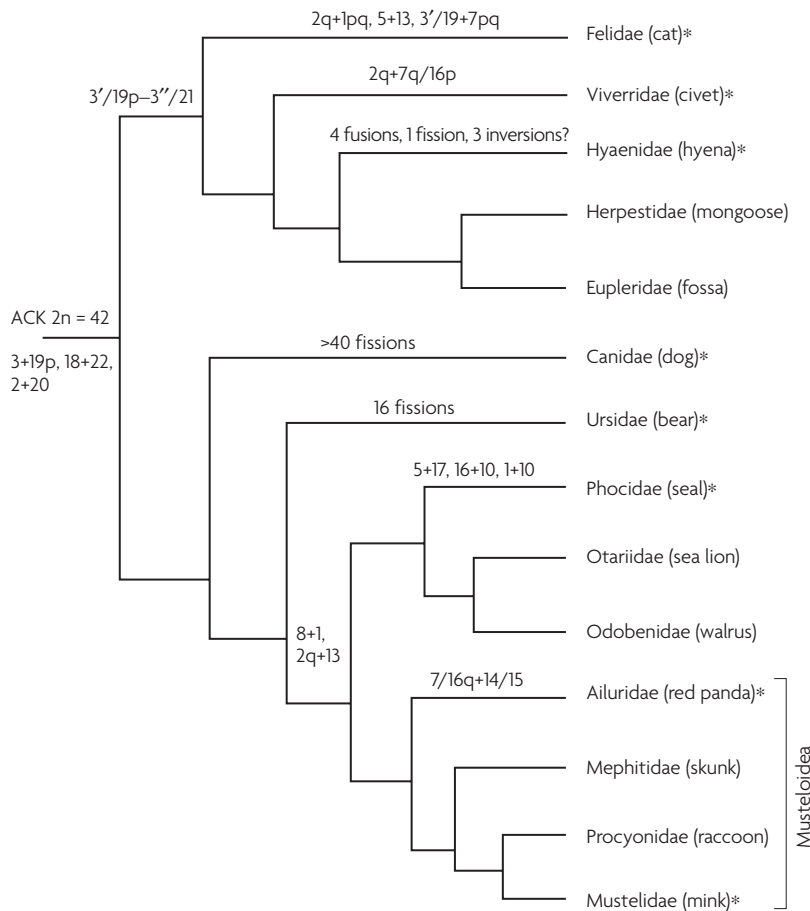 2q+1pq, 5+13, 3′/19+7pq
Felidae (cat)*
3′/19p–3″/21
2q+7q/16p
Viverridae (civet)*
4 fusions, 1 fission, 3 inversions?
Hyaenidae (hyena)*
Herpestidae (mongoose)
Eupleridae (fossa)
ACK 2n = 42
3+19p, 18+22,
2+20
>40 fissions
Canidae (dog)*
16 fissions
Ursidae (bear)*
5+17, 16+10, 1+10
Phocidae (seal)*
Otariidae (sea lion)
Odobenidae (walrus)
8+1,
2q+13
7/16q+14/15
Ailuridae (red panda)*
Mephitidae (skunk)
Procyonidae (raccoon)
Mustelidae (mink)*
Musteloidea